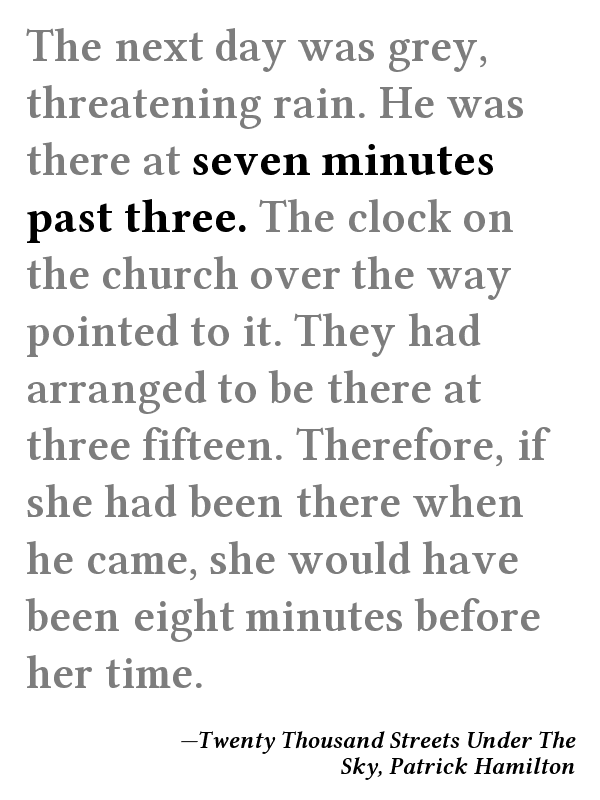 The next day was grey,
threatening rain. He was
there at seven minutes
past three. The clock on
the church over the way
pointed to it. They had
arranged to be there at
three fifteen. Therefore, if
she had been there when
he came, she would have
been eight minutes before
her time.
—Twenty Thousand Streets Under The
Sky, Patrick Hamilton